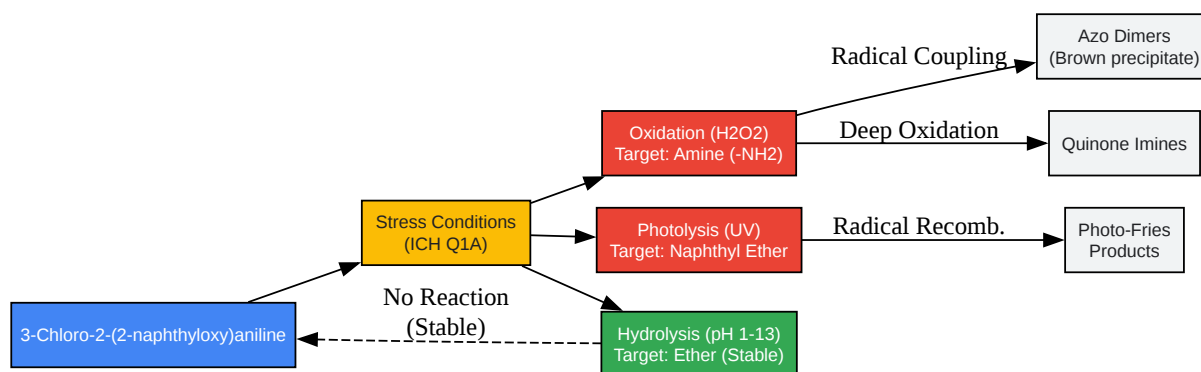 Azo Dimers
(Brown precipitate)
Radical Coupling
Oxidation (H2O2)
Target: Amine (-NH2)
Deep Oxidation
Quinone Imines
Stress Conditions
(ICH Q1A)
Photolysis (UV)
Target: Naphthyl Ether
Radical Recomb.
Photo-Fries
Products
No Reaction
(Stable)
3-Chloro-2-(2-naphthyloxy)aniline
Hydrolysis (pH 1-13)
Target: Ether (Stable)